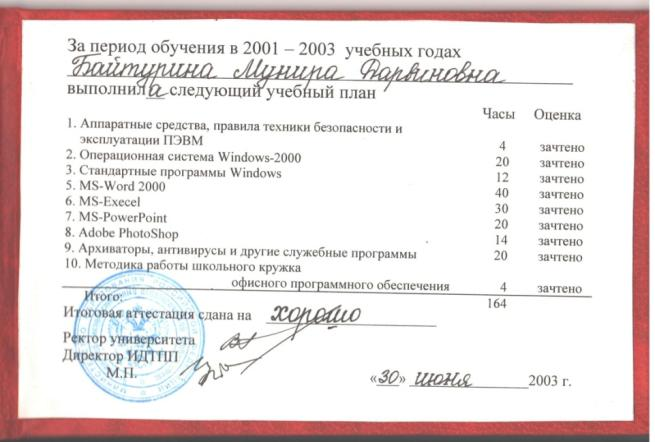 За период обучения в 2001 – 2003 учебных годах
Байтурина Мунира Дарвиновна
выполнила следующий учебный план
Часы Оценка
1. Аппаратные средства, правила техники безопасности и
эксплуатации ПЭВМ 4 зачтено
2. Операционная система Windows-2000 20 зачтено
3. Стандартные программы Windows 12 зачтено
5. MS-Word 2000 40 зачтено
6. MS-Execel 30 зачтено
7. MS-PowerPoint 20 зачтено
8. Adobe PhotoShop 14 зачтено
9. Архиваторы, антивирусы и другие служебные программы 20 зачтено
10. Методика работы школьного кружка
офисного программного обеспечения 4 зачтено
Итого: 164
Итоговая аттестация сдана на хорошо
Ректор университета
Директор ИДТПП
М.П.
«30» июня 2003 г.